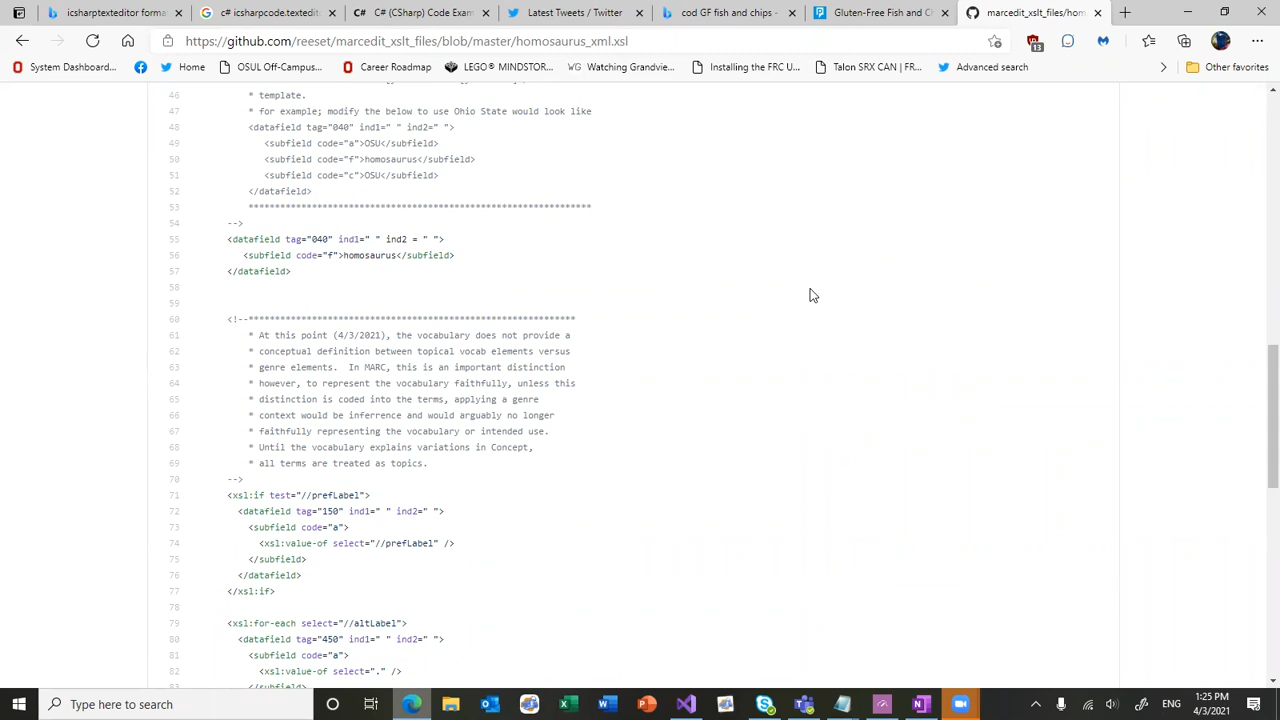 icsharptexteditor format
c# icsharpcode.texteditor
C# (CSharp) Code Exam
Latest Tweets / Twitter
cod GF fish and chips -
Gluten-Free Fish and C
marcedit_xslt_files/hom
https://github.com/reeset/marcedit_xslt_files/blob/master/homosaurus_xml.xsl
13
System Dashboard...
Home
OSUL Off-Campus...
Career Roadmap
LEGO® MINDSTOR...
WG Watching Grandvie...
Installing the FRC U...
Talon SRX CAN | FR...
Advanced search
Other favorites
46 * template.
47 * for example; modify the below to use Ohio State would look like
48 <datafield tag="040" ind1=" " ind2=" ">
49 <subfield code="a">OSU</subfield>
50 <subfield code="f">homosaurus</subfield>
51 <subfield code="c">OSU</subfield>
52 </datafield>
53 *****************************************************************
54 -->
55 <datafield tag="040" ind1=" " ind2 = " ">
56 <subfield code="f">homosaurus</subfield>
57 </datafield>
58
59
60 <!--**************************************************************
61 * At this point (4/3/2021), the vocabulary does not provide a
62 * conceptual definition between topical vocab elements versus
63 * genre elements. In MARC, this is an important distinction
64 * however, to represent the vocabulary faithfully, unless this
65 * distinction is coded into the terms, applying a genre
66 * context would be inferrence and would arguably no longer
67 * faithfully representing the vocabulary or intended use.
68 * Until the vocabulary explains variations in Concept,
69 * all terms are treated as topics.
70 -->
71 <xsl:if test="//prefLabel">
72 <datafield tag="150" ind1=" " ind2=" ">
73 <subfield code="a">
74 <xsl:value-of select="//prefLabel" />
75 </subfield>
76 </datafield>
77 </xsl:if>
78
79 <xsl:for-each select="//altLabel">
80 <datafield tag="450" ind1=" " ind2=" ">
81 <subfield code="a">
82 <xsl:value-of select="." />
83 </subfield>
Type here to search
ENG
1:25 PM
4/3/2021